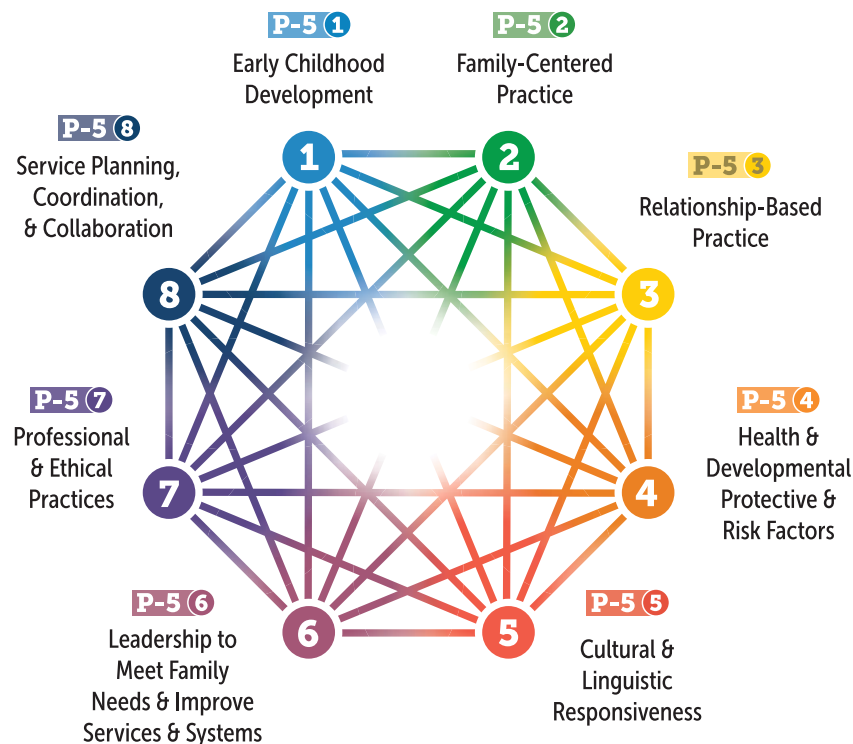 P-5 1
Early Childhood
Development
P-5 2
Family-Centered
Practice
P-5 3
Relationship-Based
Practice
P-5 4
Health &
Developmental
Protective &
Risk Factors
P-5 5
Cultural &
Linguistic
Responsiveness
P-5 6
Leadership to
Meet Family
Needs & Improve
Services & Systems
P-5 7
Professional
& Ethical
Practices
P-5 8
Service Planning,
Coordination,
& Collaboration
1
2
3
4
5
6
7
8